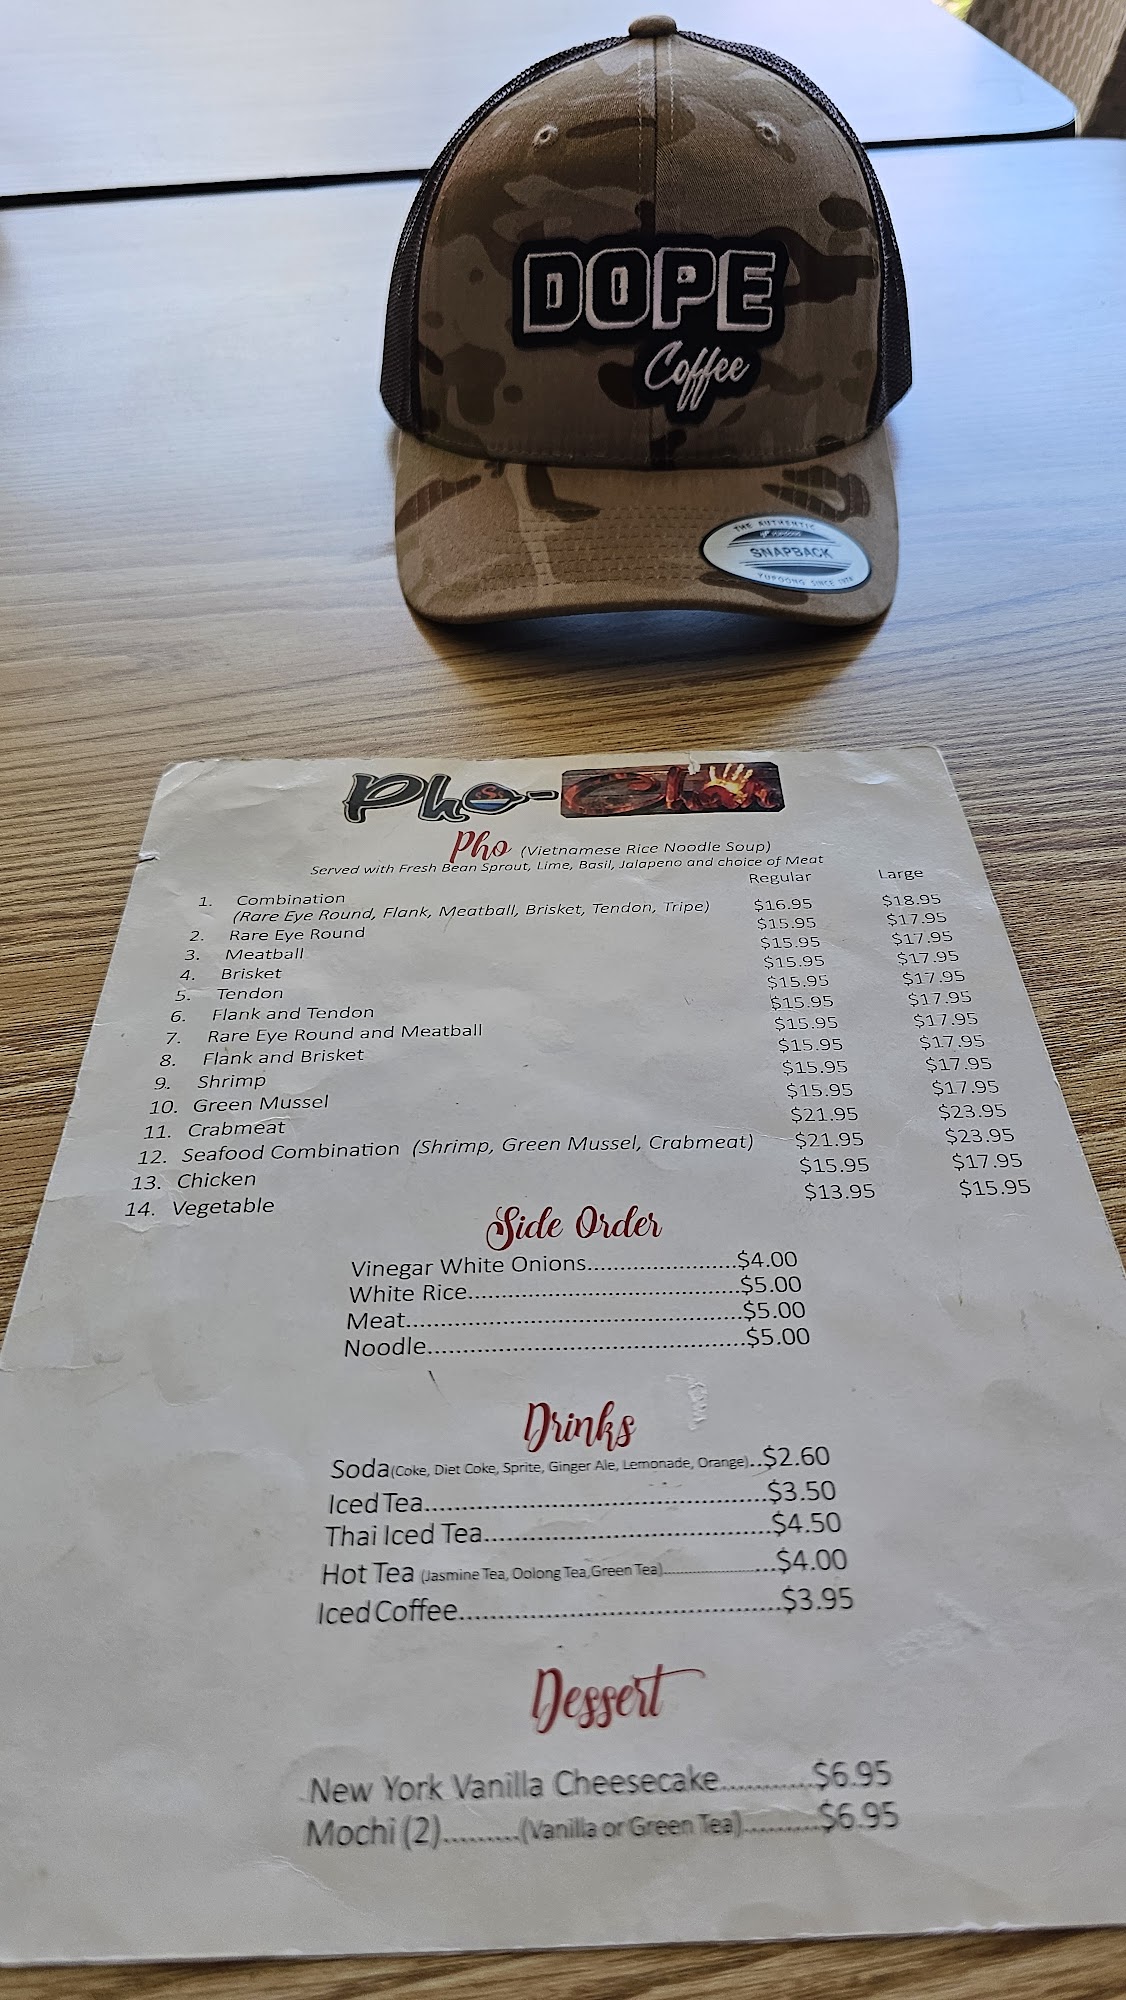 DOPE
Coffee
THE AUTHENTIC
SNAPBACK
YUPOONG SINCE 1974
Pho-Cha
Pho (Vietnamese Rice Noodle Soup)
Served with Fresh Bean Sprout, Lime, Basil, Jalapeno and choice of Meat
Regular Large
1. Combination $16.95 $18.95
(Rare Eye Round, Flank, Meatball, Brisket, Tendon, Tripe)
2. Rare Eye Round $15.95 $17.95
3. Meatball $15.95 $17.95
4. Brisket $15.95 $17.95
5. Tendon $15.95 $17.95
6. Flank and Tendon $15.95 $17.95
7. Rare Eye Round and Meatball $15.95 $17.95
8. Flank and Brisket $15.95 $17.95
9. Shrimp $15.95 $17.95
10. Green Mussel $15.95 $17.95
11. Crabmeat $21.95 $23.95
12. Seafood Combination (Shrimp, Green Mussel, Crabmeat) $21.95 $23.95
13. Chicken $15.95 $17.95
14. Vegetable $13.95 $15.95
Side Order
Vinegar White Onions.......................$4.00
White Rice..........................................$5.00
Meat....................................................$5.00
Noodle.................................................$5.00
Drinks
Soda(Coke, Diet Coke, Sprite, Ginger Ale, Lemonade, Orange)..$2.60
Iced Tea.............................................$3.50
Thai Iced Tea......................................$4.50
Hot Tea (Jasmine Tea, Oolong Tea,Green Tea)........................$4.00
Iced Coffee..........................................$3.95
Dessert
New York Vanilla Cheesecake............$6.95
Mochi (2).........(Vanilla or Green Tea)..........$6.95